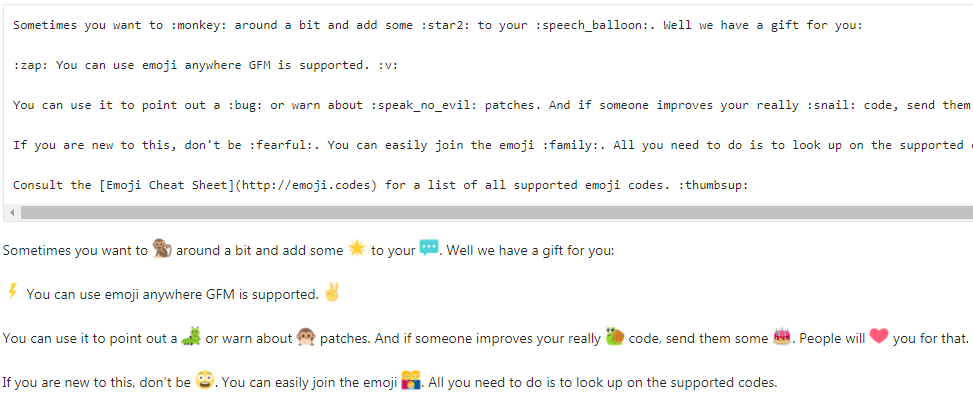 Sometimes you want to :monkey: around a bit and add some :star2: to your :speech_balloon:. Well we have a gift for you:
:zap: You can use emoji anywhere GFM is supported. :v:
You can use it to point out a :bug: or warn about :speak_no_evil: patches. And if someone improves your really :snail: code, send them
If you are new to this, don't be :fearful:. You can easily join the emoji :family:. All you need to do is to look up on the supported
Consult the [Emoji Cheat Sheet](http://emoji.codes) for a list of all supported emoji codes. :thumbsup:
Sometimes you want to 🐒 around a bit and add some 🌟 to your 💬. Well we have a gift for you:
⚡ You can use emoji anywhere GFM is supported. ✌
You can use it to point out a 🐛 or warn about 🙊 patches. And if someone improves your really 🐌 code, send them some 🎂. People will ❤ you for that.
If you are new to this, don't be 😨. You can easily join the emoji 👪. All you need to do is to look up on the supported codes.